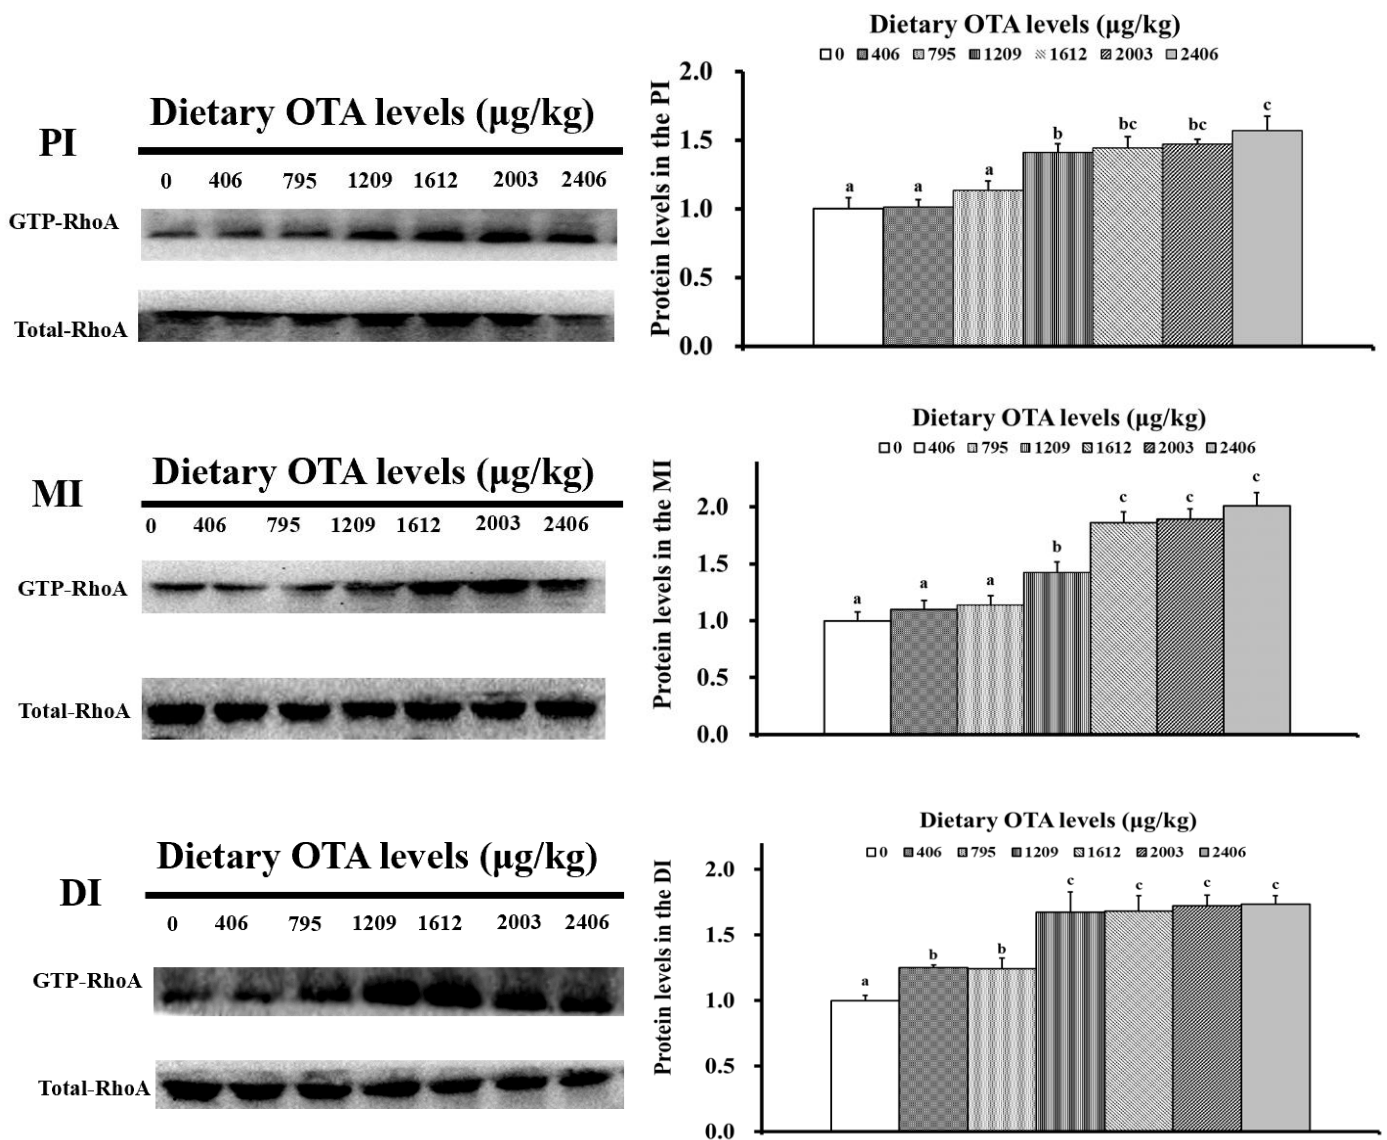 Dietary OTA levels (µg/kg)
PI
0 406 795 1209 1612 2003 2406
GTP-RhoA
Total-RhoA
Dietary OTA levels (µg/kg)
0 406 795 1209 1612 2003 2406
Protein levels in the PI
2.0
1.5
1.0
0.5
0.0
a a a b bc bc c
Dietary OTA levels (µg/kg)
MI
0 406 795 1209 1612 2003 2406
GTP-RhoA
Total-RhoA
Dietary OTA levels (µg/kg)
0 406 795 1209 1612 2003 2406
Protein levels in the MI
2.0
1.5
1.0
0.5
0.0
a a a b c c c
Dietary OTA levels (µg/kg)
DI
0 406 795 1209 1612 2003 2406
GTP-RhoA
Total-RhoA
Dietary OTA levels (µg/kg)
0 406 795 1209 1612 2003 2406
Protein levels in the DI
2.0
1.5
1.0
0.5
0.0
a b b c c c c